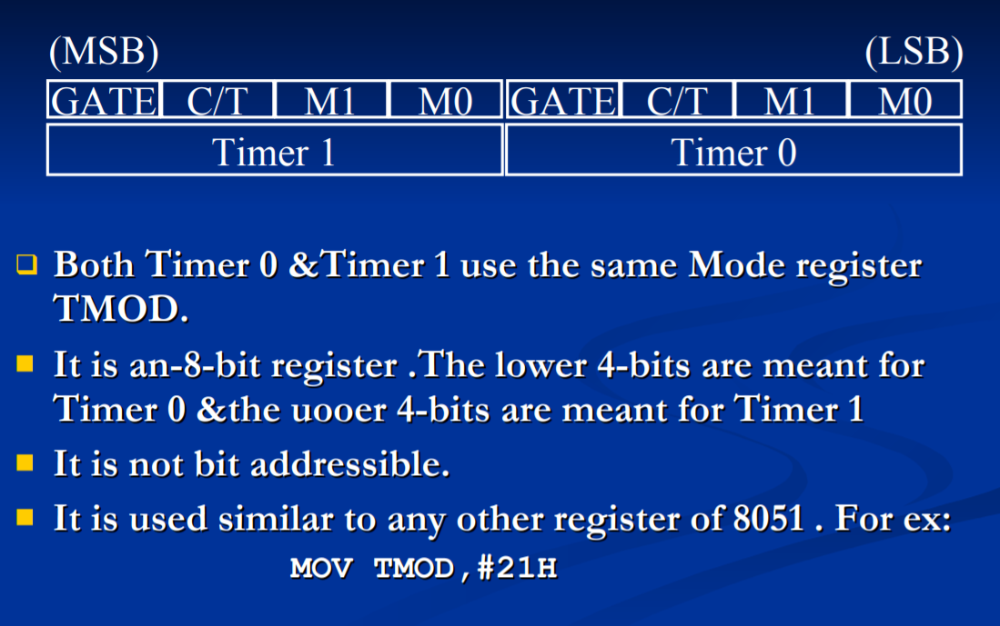 (MSB) (LSB)
GATE C/T M1 M0 GATE C/T M1 M0
Timer 1 Timer 0
Both Timer 0 &Timer 1 use the same Mode register
TMOD.
It is an-8-bit register .The lower 4-bits are meant for
Timer 0 &the uooer 4-bits are meant for Timer 1
It is not bit addressible.
It is used similar to any other register of 8051 . For ex:
MOV TMOD,#21H